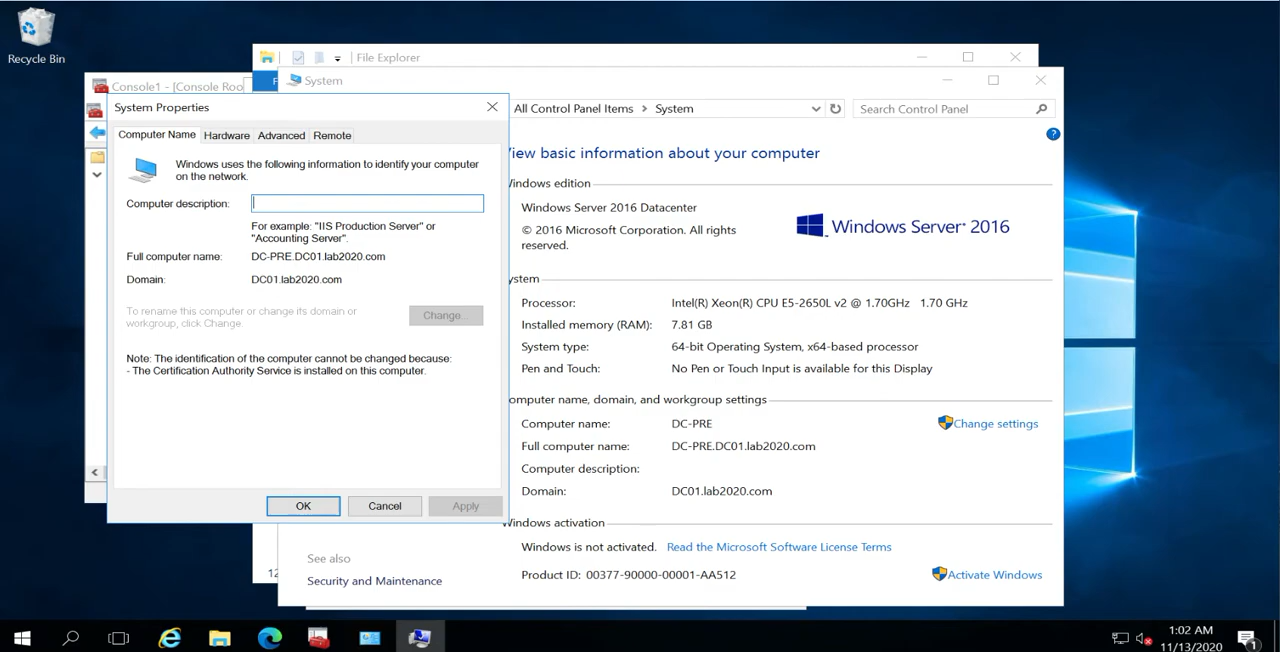 Recycle Bin
File Explorer
Console1 - [Console Roo
System
System Properties
All Control Panel Items > System
Search Control Panel
Computer Name
Hardware
Advanced
Remote
Windows uses the following information to identify your computer
on the network.
Computer description:
For example: "IIS Production Server" or
"Accounting Server".
Full computer name:
DC-PRE.DC01.lab2020.com
Domain:
DC01.lab2020.com
To rename this computer or change its domain or
workgroup, click Change.
Change...
Note: The identification of the computer cannot be changed because:
- The Certification Authority Service is installed on this computer.
OK
Cancel
Apply
View basic information about your computer
Windows edition
Windows Server 2016 Datacenter
© 2016 Microsoft Corporation. All rights
reserved.
Windows Server® 2016
ystem
Processor:
Intel(R) Xeon(R) CPU E5-2650L v2 @ 1.70GHz 1.70 GHz
Installed memory (RAM):
7.81 GB
System type:
64-bit Operating System, x64-based processor
Pen and Touch:
No Pen or Touch Input is available for this Display
omputer name, domain, and workgroup settings
Computer name:
DC-PRE
Change settings
Full computer name:
DC-PRE.DC01.lab2020.com
Computer description:
Domain:
DC01.lab2020.com
Windows activation
Windows is not activated. Read the Microsoft Software License Terms
Product ID: 00377-90000-00001-AA512
Activate Windows
See also
Security and Maintenance
12
1:02 AM
11/13/2020
1